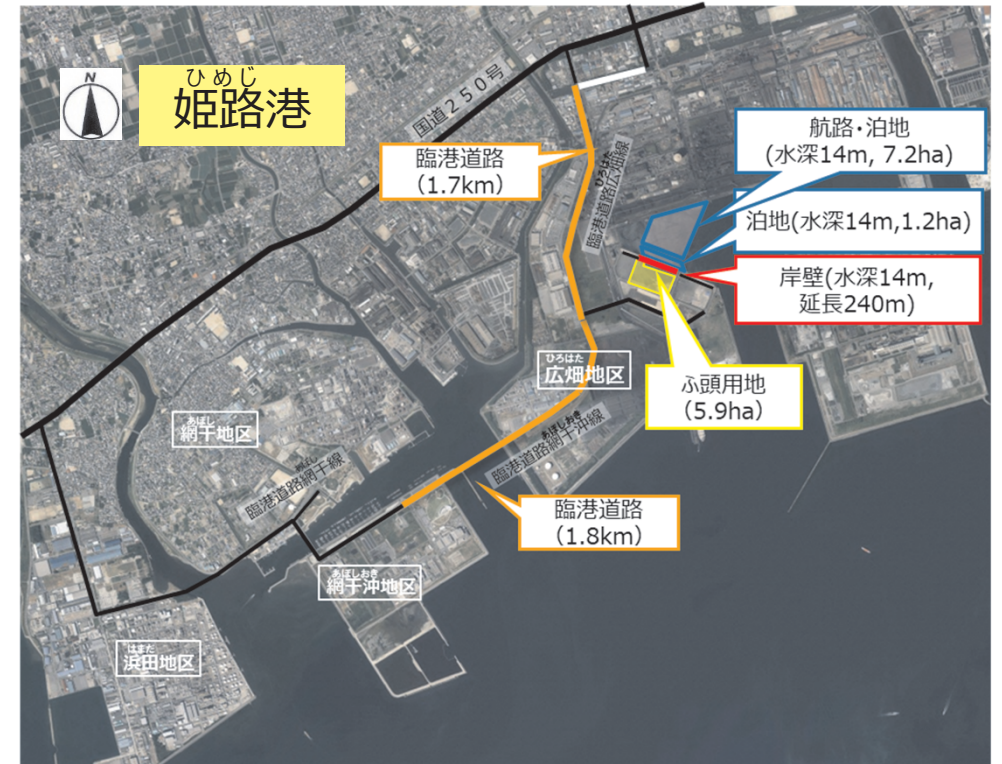 N
ひめじ
姫路港
国道250号
臨港道路
(1.7km)
ひろはた
臨港道路広畑線
航路・泊地
(水深14m, 7.2ha)
泊地(水深14m,1.2ha)
岸壁(水深14m,
延長240m)
ふ頭用地
(5.9ha)
ひろはた
広畑地区
あぼし
網干地区
あぼしおき
臨港道路網干沖線
臨港道路網干線
臨港道路
(1.8km)
あぼしおき
網干沖地区
はまだ
浜田地区